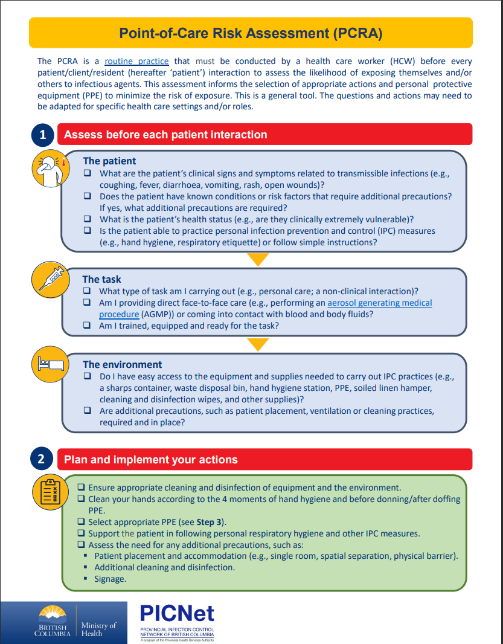 Point-of-Care Risk Assessment (PCRA)
The PCRA is a routine practice that must be conducted by a health care worker (HCW) before every
patient/client/resident (hereafter ‘patient’) interaction to assess the likelihood of exposing themselves and/or
others to infectious agents. This assessment informs the selection of appropriate actions and personal protective
equipment (PPE) to minimize the risk of exposure. This is a general tool. The questions and actions may need to
be adapted for specific health care settings and/or roles.
1 Assess before each patient interaction
The patient
❑ What are the patient’s clinical signs and symptoms related to transmissible infections (e.g.,
coughing, fever, diarrhoea, vomiting, rash, open wounds)?
❑ Does the patient have known conditions or risk factors that require additional precautions?
If yes, what additional precautions are required?
❑ What is the patient’s health status (e.g., are they clinically extremely vulnerable)?
❑ Is the patient able to practice personal infection prevention and control (IPC) measures
(e.g., hand hygiene, respiratory etiquette) or follow simple instructions?
The task
❑ What type of task am I carrying out (e.g., personal care; a non-clinical interaction)?
❑ Am I providing direct face-to-face care (e.g., performing an aerosol generating medical
procedure (AGMP)) or coming into contact with blood and body fluids?
❑ Am I trained, equipped and ready for the task?
The environment
❑ Do I have easy access to the equipment and supplies needed to carry out IPC practices (e.g.,
a sharps container, waste disposal bin, hand hygiene station, PPE, soiled linen hamper,
cleaning and disinfection wipes, and other supplies)?
❑ Are additional precautions, such as patient placement, ventilation or cleaning practices,
required and in place?
2 Plan and implement your actions
❑ Ensure appropriate cleaning and disinfection of equipment and the environment.
❑ Clean your hands according to the 4 moments of hand hygiene and before donning/after doffing
PPE.
❑ Select appropriate PPE (see Step 3).
❑ Support the patient in following personal respiratory hygiene and other IPC measures.
❑ Assess the need for any additional precautions, such as:
▪ Patient placement and accommodation (e.g., single room, spatial separation, physical barrier).
▪ Additional cleaning and disinfection.
▪ Signage.
BRITISH
COLUMBIA
Ministry of
Health
PICNet
PROVINCIAL INFECTION CONTROL
NETWORK OF BRITISH COLUMBIA
A program of the Provincial Health Services Authority